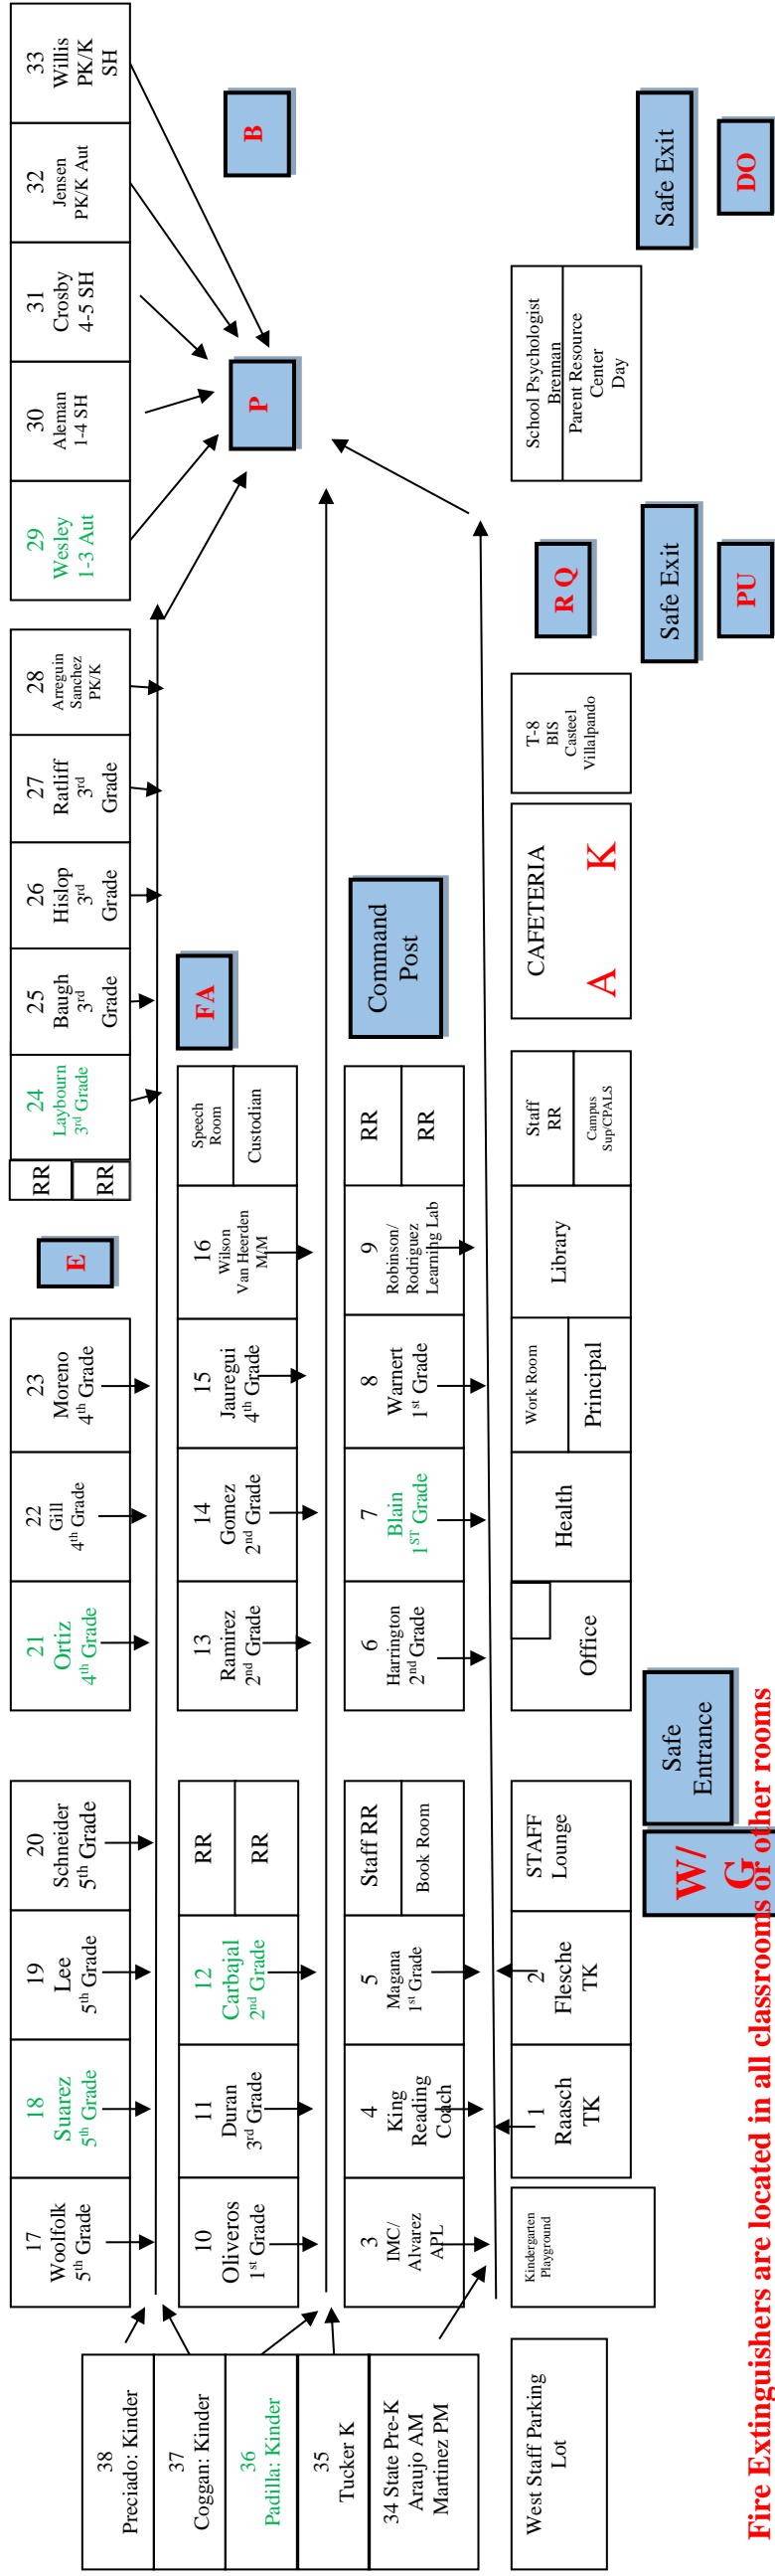 17
Woolfolk
5th Grade
18
Suarez
5th Grade
19
Lee
5th Grade
20
Schneider
5th Grade
21
Ortiz
4th Grade
22
Gill
4th Grade
23
Moreno
4th Grade
E
RR
RR
24
Laybourn
3rd Grade
25
Baugh
3rd
Grade
26
Hislop
3rd
Grade
27
Ratliff
3rd
Grade
28
Arreguin
Sanchez
PK/K
29
Wesley
1-3 Aut
30
Aleman
1-4 SH
31
Crosby
4-5 SH
32
Jensen
PK/K Aut
33
Willis
PK/K
SH
38
Preciado: Kinder
37
Coggan: Kinder
36
Padilla: Kinder
35
Tucker K
34 State Pre-K
Araujo AM
Martinez PM
10
Oliveros
1st Grade
11
Duran
3rd Grade
12
Carbajal
2nd Grade
RR
RR
13
Ramirez
2nd Grade
14
Gomez
2nd Grade
15
Jauregui
4th Grade
16
Wilson
Van Heerden
M/M
Speech
Room
Custodian
FA
P
B
3
IMC/
Alvarez
APL
4
King
Reading
Coach
5
Magana
1st Grade
Staff RR
Book Room
6
Harrington
2nd Grade
7
Blain
1ST Grade
8
Warnert
1st Grade
9
Robinson/
Rodriguez
Learning Lab
RR
RR
Command
Post
West Staff Parking
Lot
Kindergarten
Playground
1
Raasch
TK
2
Flesche
TK
STAFF
Lounge
Office
Health
Work Room
Principal
Library
Staff
RR
Campus
Sup/CPALS
CAFETERIA
A K
T-8
BIS
Casteel
Villalpando
R Q
School Psychologist
Brennan
Parent Resource
Center
Day
W/
G
Safe
Entrance
Safe Exit
PU
Safe Exit
DO
Fire Extinguishers are located in all classrooms or other rooms